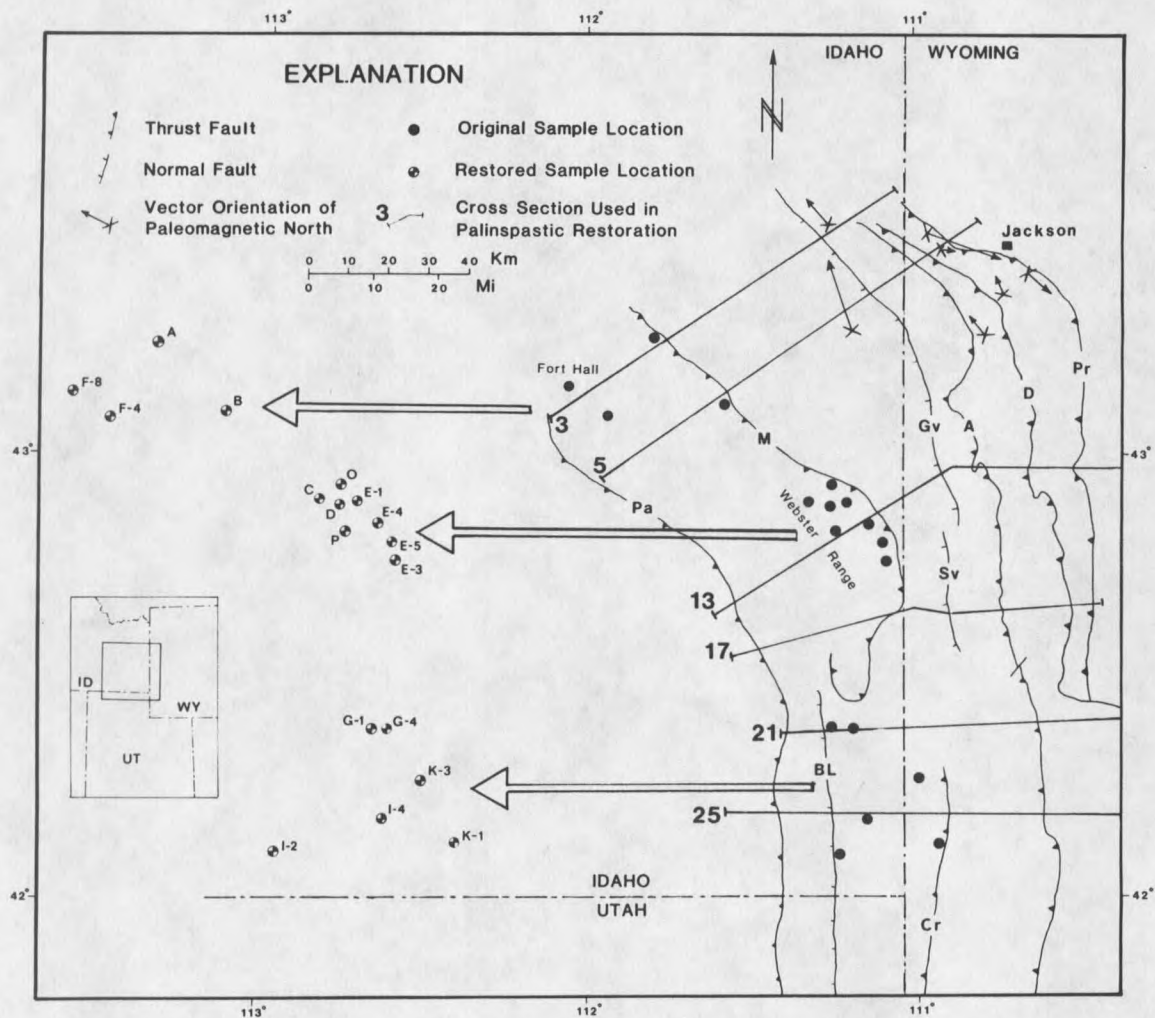 113°
112°
111°
IDAHO
WYOMING
EXPLANATION
N
Thrust Fault
Normal Fault
Vector Orientation of
Paleomagnetic North
Original Sample Location
Restored Sample Location
3
Cross Section Used in
Palinspastic Restoration
0 10 20 30 40 Km
0 10 20 Mi
Jackson
A
F-8
F-4
B
Fort Hall
3
5
M
Gv
A
D
Pr
43°
43°
O
C
E-1
D
E-4
P
E-5
E-3
Pa
Webster
Range
Sv
13
17
ID
WY
UT
G-1
G-4
21
K-3
BL
I-4
25
K-1
I-2
42°
IDAHO
UTAH
42°
Cr
113°
112°
111°